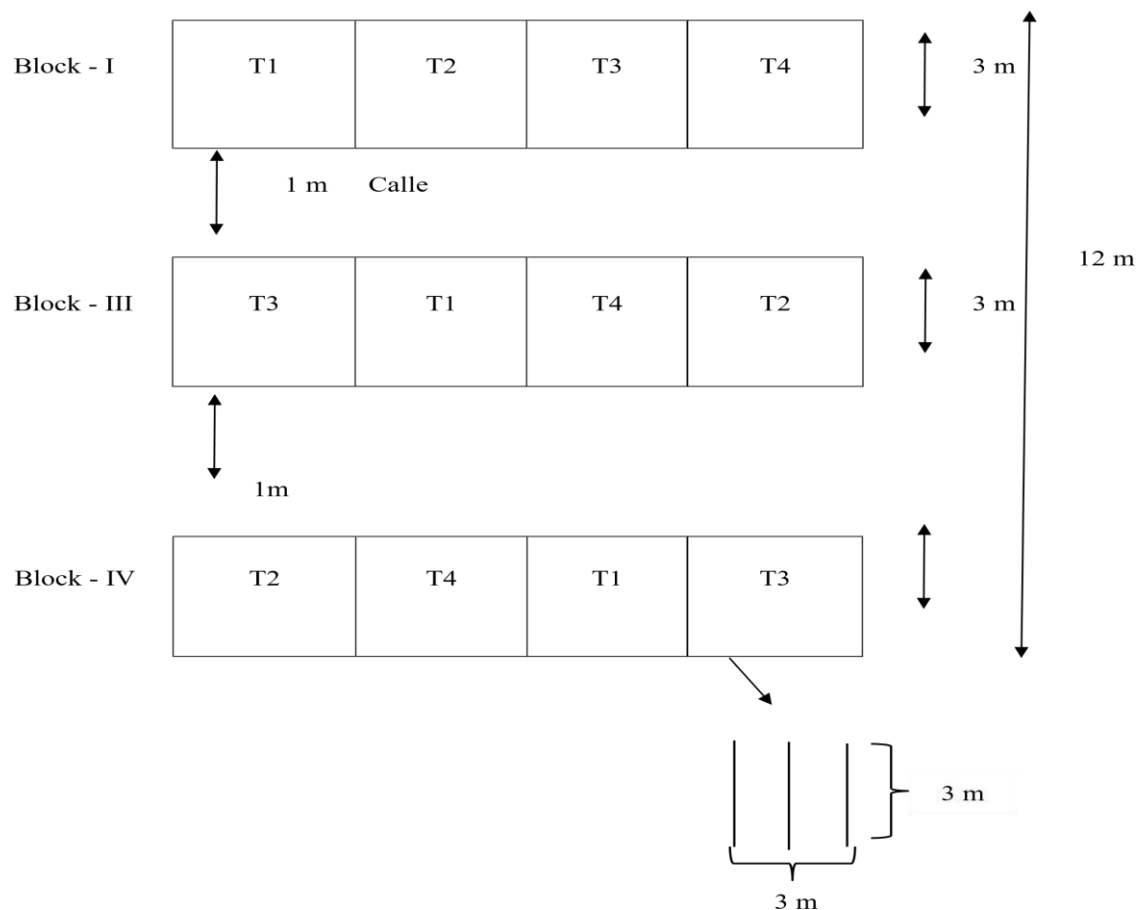 Block - I T1 T2 T3 T4 3 m
1 m Calle
12 m
Block - III T3 T1 T4 T2 3 m
1m
Block - IV T2 T4 T1 T3
3 m
3 m